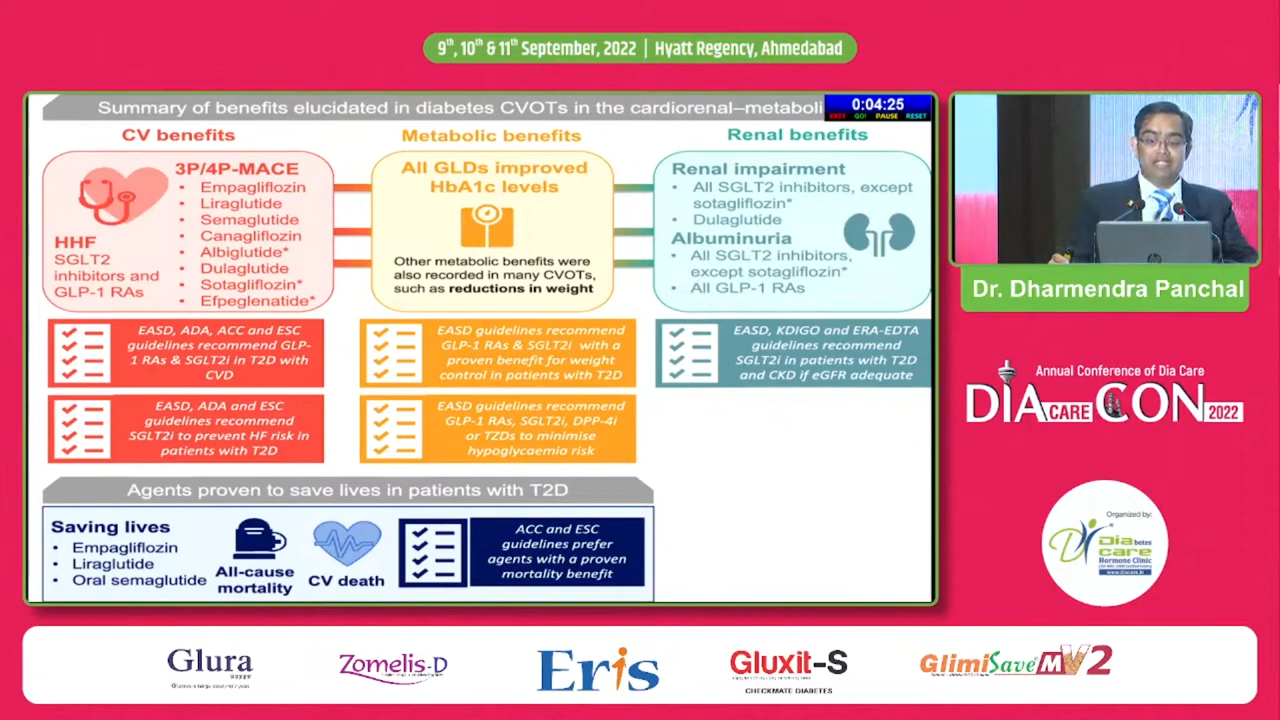 9th, 10th & 11th September, 2022 | Hyatt Regency, Ahmedabad
Summary of benefits elucidated in diabetes CVOTs in the cardiorenal–metaboli
0:04:25
GO! PAUSE RESET
CV benefits
3P/4P-MACE
• Empagliflozin
• Liraglutide
• Semaglutide
• Canagliflozin
• Albiglutide*
• Dulaglutide
• Sotagliflozin*
• Efpeglenatide*
HHF
SGLT2
inhibitors and
GLP-1 RAs
Metabolic benefits
All GLDs improved
HbA1c levels
Other metabolic benefits were
also recorded in many CVOTs,
such as reductions in weight
Renal benefits
Renal impairment
• All SGLT2 inhibitors, except
sotagliflozin*
• Dulaglutide
Albuminuria
• All SGLT2 inhibitors,
except sotagliflozin*
• All GLP-1 RAs
EASD, ADA, ACC and ESC
guidelines recommend GLP-
1 RAs & SGLT2i in T2D with
CVD
EASD guidelines recommend
GLP-1 RAs & SGLT2i with a
proven benefit for weight
control in patients with T2D
EASD, KDIGO and ERA-EDTA
guidelines recommend
SGLT2i in patients with T2D
and CKD if eGFR adequate
EASD, ADA and ESC
guidelines recommend
SGLT2i to prevent HF risk in
patients with T2D
EASD guidelines recommend
GLP-1 RAs, SGLT2i, DPP-4i
or TZDs to minimise
hypoglycaemia risk
Agents proven to save lives in patients with T2D
Saving lives
• Empagliflozin
• Liraglutide
• Oral semaglutide
All-cause
mortality
CV death
ACC and ESC
guidelines prefer
agents with a proven
mortality benefit
hp
Dr. Dharmendra Panchal
Annual Conference of Dia Care
DIA CARE CON 2022
Organized by:
Diabetes
care
Hormone Clinic
www.diacare.in
Glura
Zomelis-D
Eris
Gluxit-S
CHECKMATE DIABETES
GlimiSave MV2